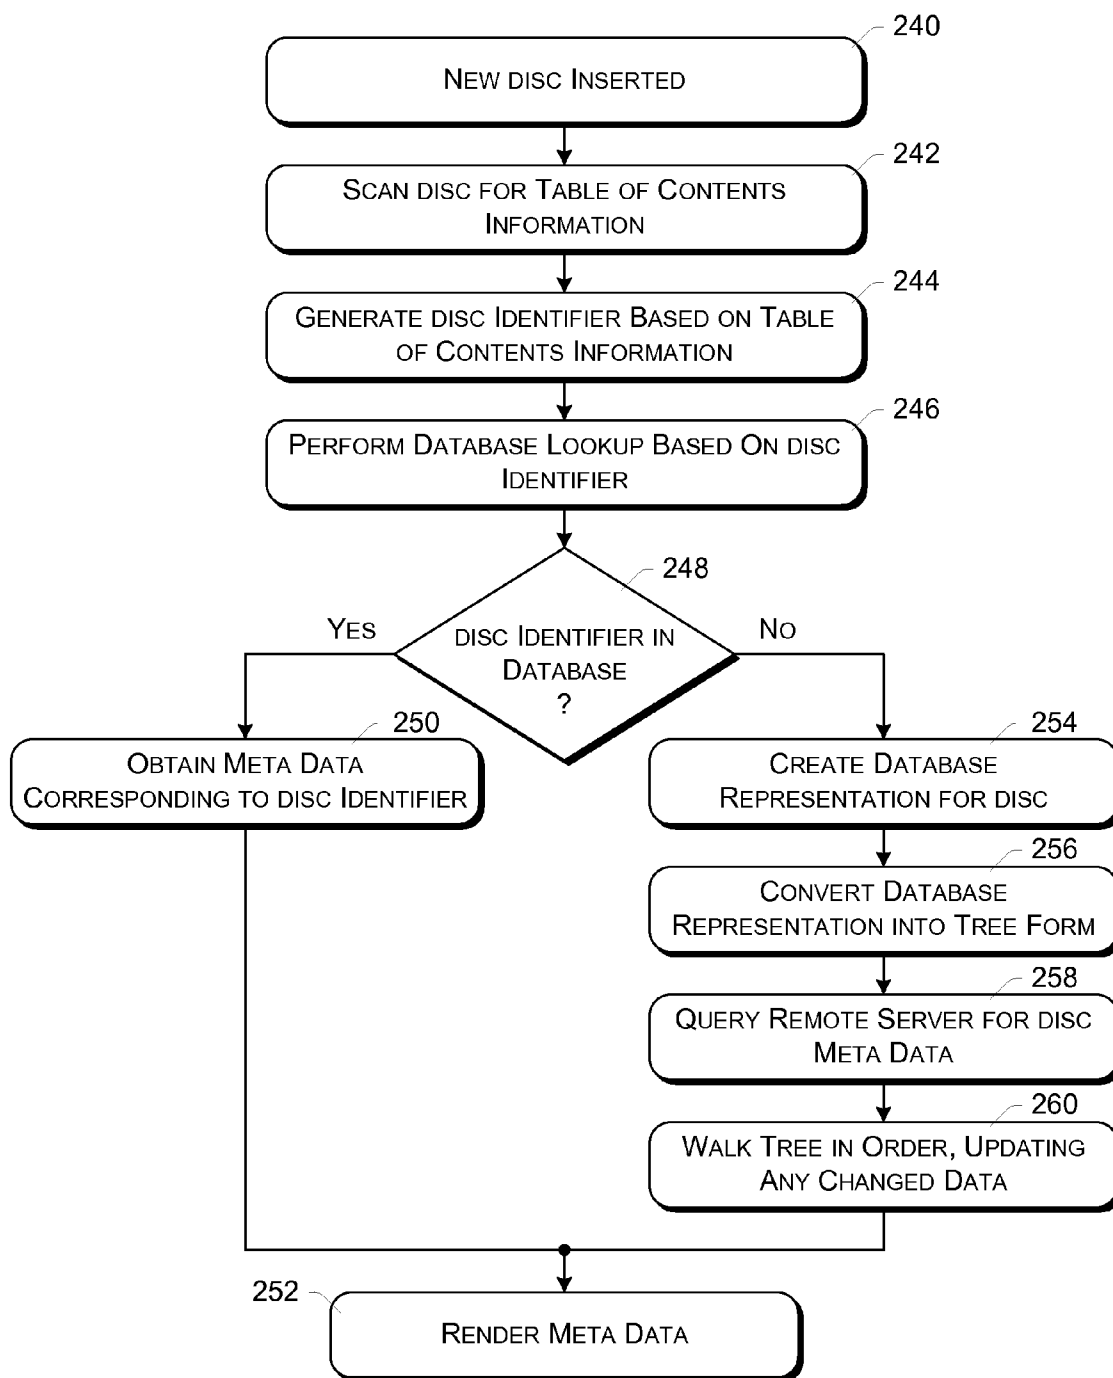 240
NEW DISC INSERTED
242
SCAN DISC FOR TABLE OF CONTENTS
INFORMATION
244
GENERATE DISC IDENTIFIER BASED ON TABLE
OF CONTENTS INFORMATION
246
PERFORM DATABASE LOOKUP BASED ON DISC
IDENTIFIER
248
YES
NO
DISC IDENTIFIER IN
DATABASE
?
250
OBTAIN META DATA
CORRESPONDING TO DISC IDENTIFIER
254
CREATE DATABASE
REPRESENTATION FOR DISC
256
CONVERT DATABASE
REPRESENTATION INTO TREE FORM
258
QUERY REMOTE SERVER FOR DISC
META DATA
260
WALK TREE IN ORDER, UPDATING
ANY CHANGED DATA
252
RENDER META DATA